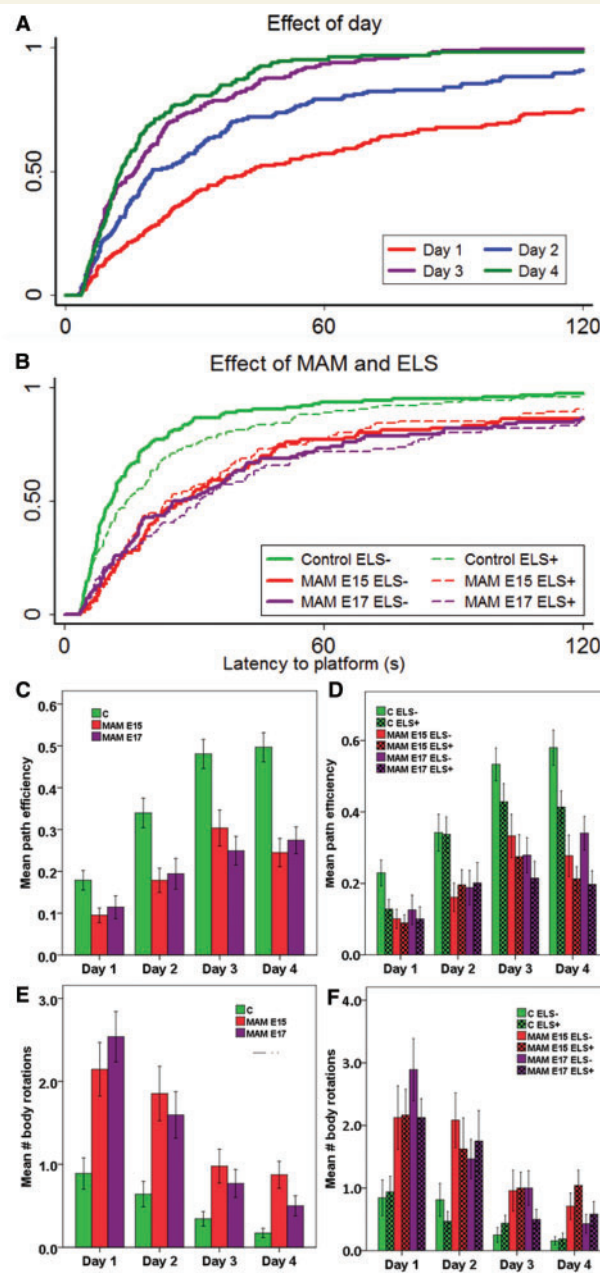 A
Effect of day
1
0.50
0
Day 1 Day 2
Day 3 Day 4
0 60 120
B
Effect of MAM and ELS
1
0.50
0
Control ELS- Control ELS+
MAM E15 ELS- MAM E15 ELS+
MAM E17 ELS- MAM E17 ELS+
0 60 120
Latency to platform (s)
C
C
MAM E15
MAM E17
Mean path efficiency
0.6
0.5
0.4
0.3
0.2
0.1
0.0
Day 1 Day 2 Day 3 Day 4
D
C ELS-
C ELS+
MAM E15 ELS-
MAM E15 ELS+
MAM E17 ELS-
MAM E17 ELS+
Mean path efficiency
0.6
0.4
0.2
0.0
Day 1 Day 2 Day 3 Day 4
E
C
MAM E15
MAM E17
Mean # body rotations
3.0
2.0
1.0
0.0
Day 1 Day 2 Day 3 Day 4
F
C ELS-
C ELS+
MAM E15 ELS-
MAM E15 ELS+
MAM E17 ELS-
MAM E17 ELS+
Mean # body rotations
4.0
3.0
2.0
1.0
0.0
Day 1 Day 2 Day 3 Day 4